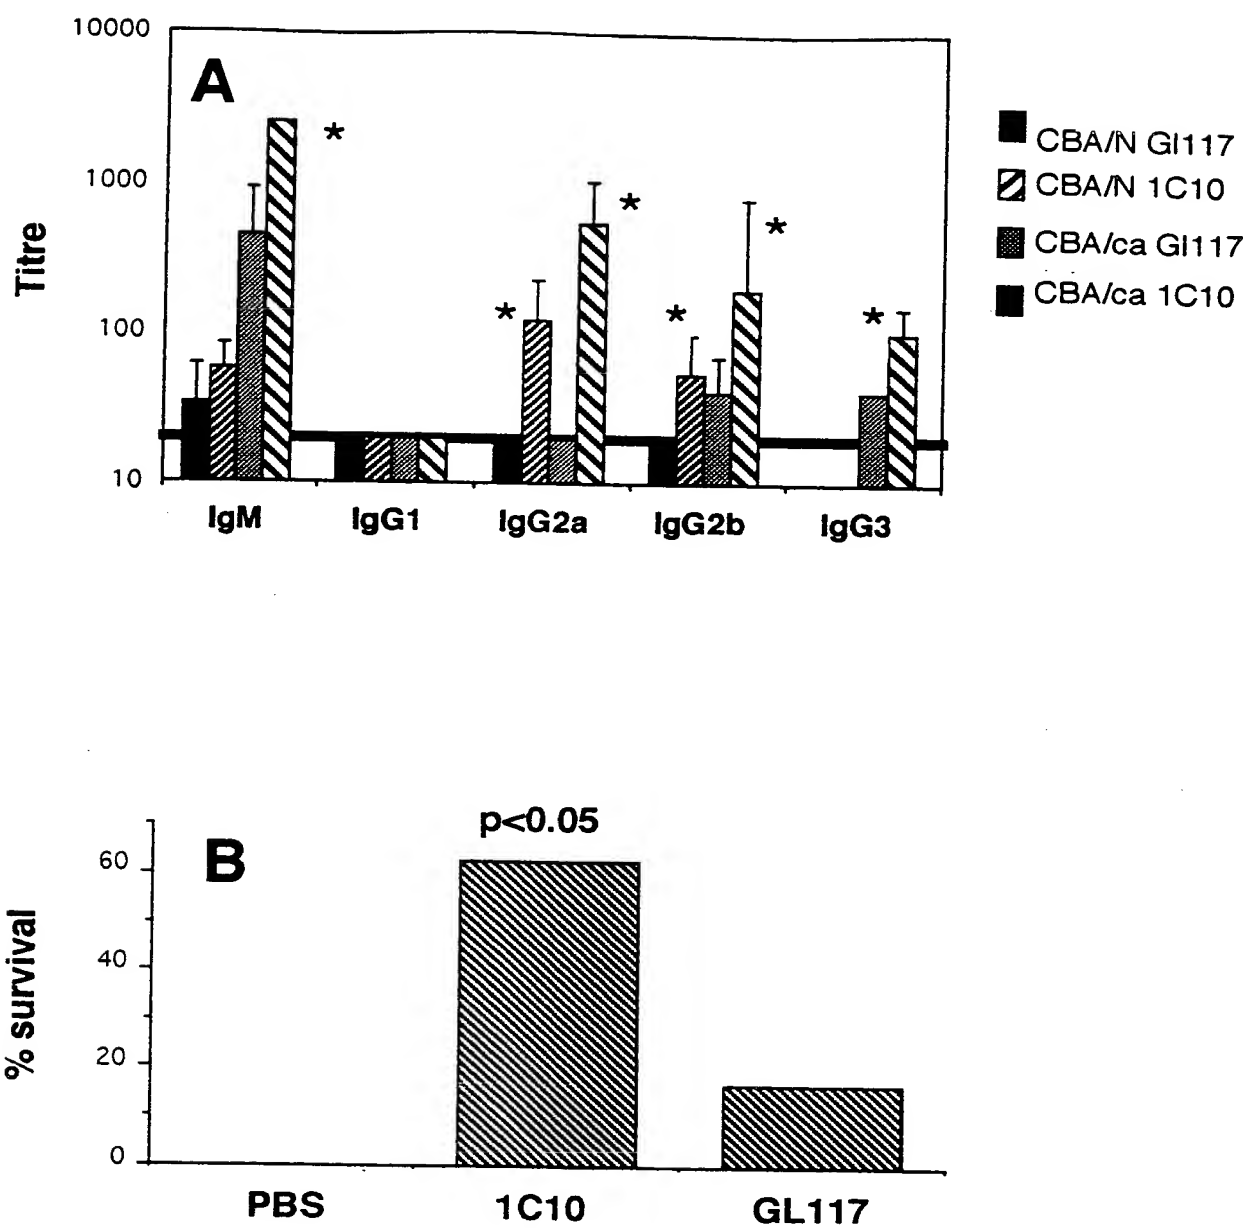 10000
A
CBA/N Gl117
1000
CBA/N 1C10
Titre
CBA/ca Gl117
CBA/ca 1C10
100
10
IgM IgG1 IgG2a IgG2b IgG3
* * * * * *
p<0.05
B
60
% survival
40
20
0
PBS 1C10 GL117